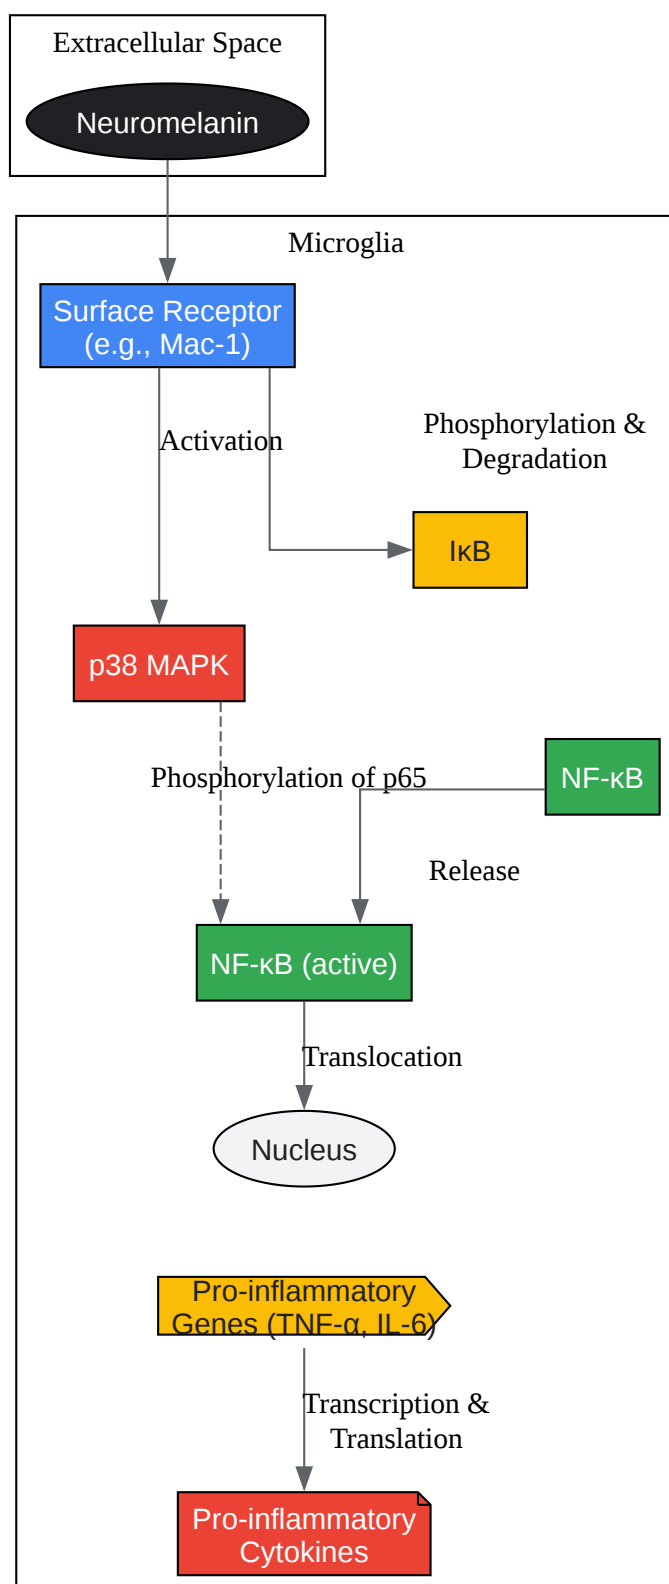 Extracellular Space
Neuromelanin
Microglia
Surface Receptor
(e.g., Mac-1)
Activation
Phosphorylation &
Degradation
IκB
p38 MAPK
Phosphorylation of p65
NF-κB
Release
NF-κB (active)
Translocation
Nucleus
Pro-inflammatory
Genes (TNF-α, IL-6)
Transcription &
Translation
Pro-inflammatory
Cytokines